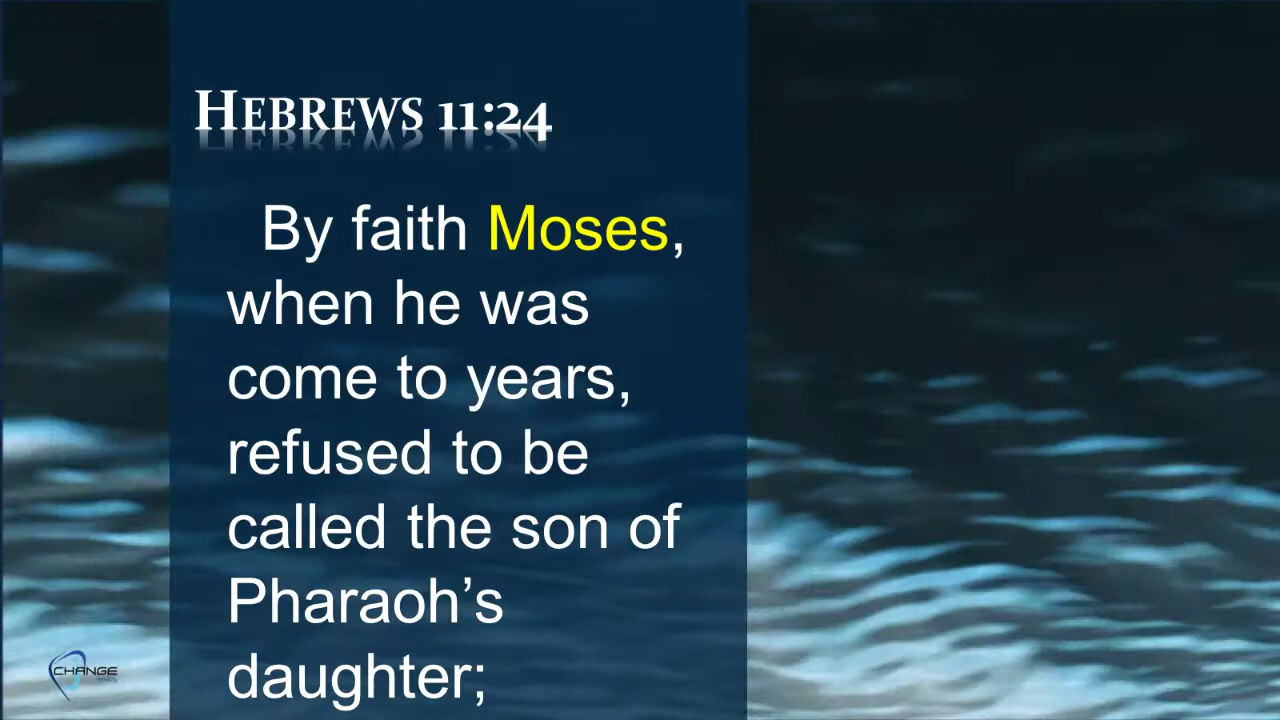 HEBREWS 11:24
By faith Moses,
when he was
come to years,
refused to be
called the son of
Pharaoh’s
daughter;
CHANGE